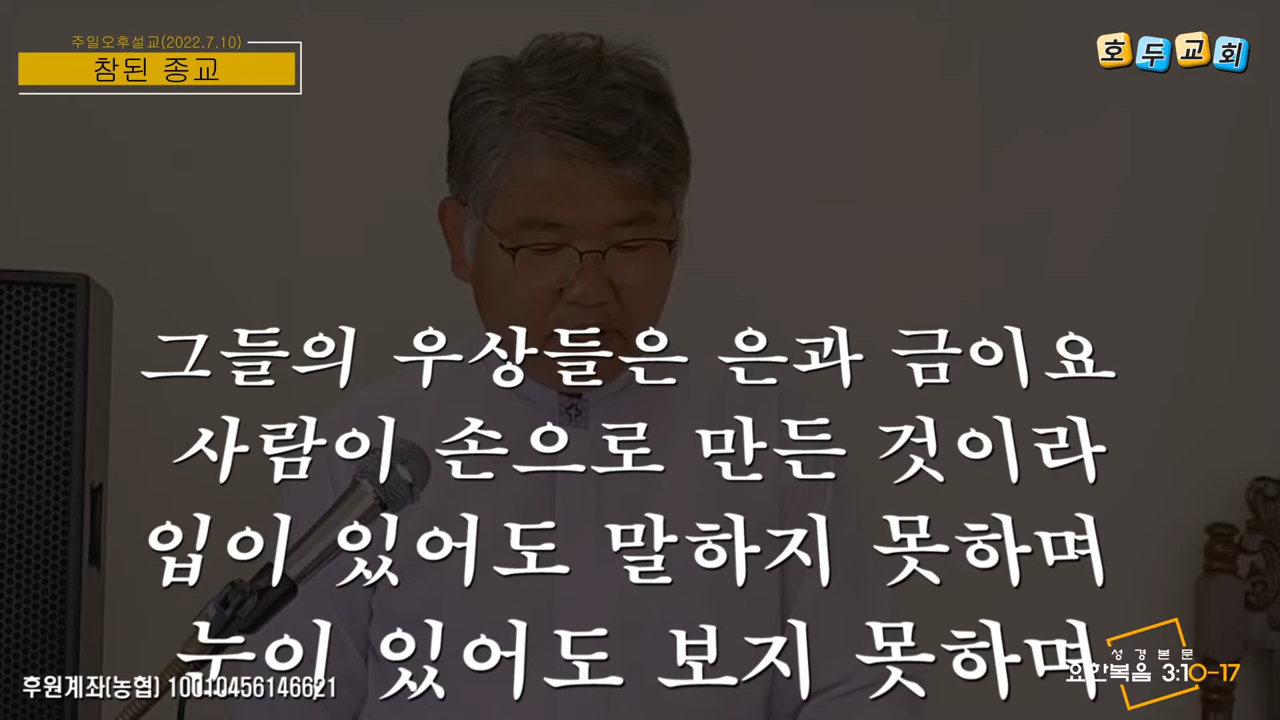 주일오후설교(2022.7.10)
참된 종교
호두교회
그들의 우상들은 은과 금이요
사람이 손으로 만든 것이라
입이 있어도 말하지 못하며
눈이 있어도 보지 못하며
후원계좌(농협) 10010456146621
성경본문
요한복음 3:10-17